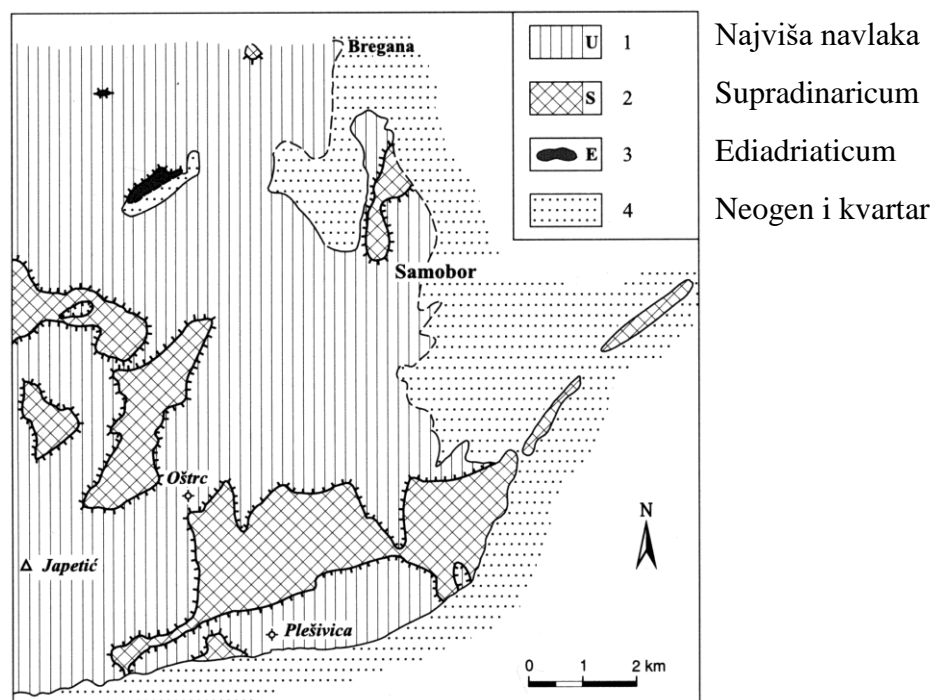 Bregana
U 1 Najviša navlaka
S 2 Supradinaricum
E 3 Ediadriaticum
4 Neogen i kvartar
Samobor
Oštrc
N
Japetić
Plešivica
0 1 2 km